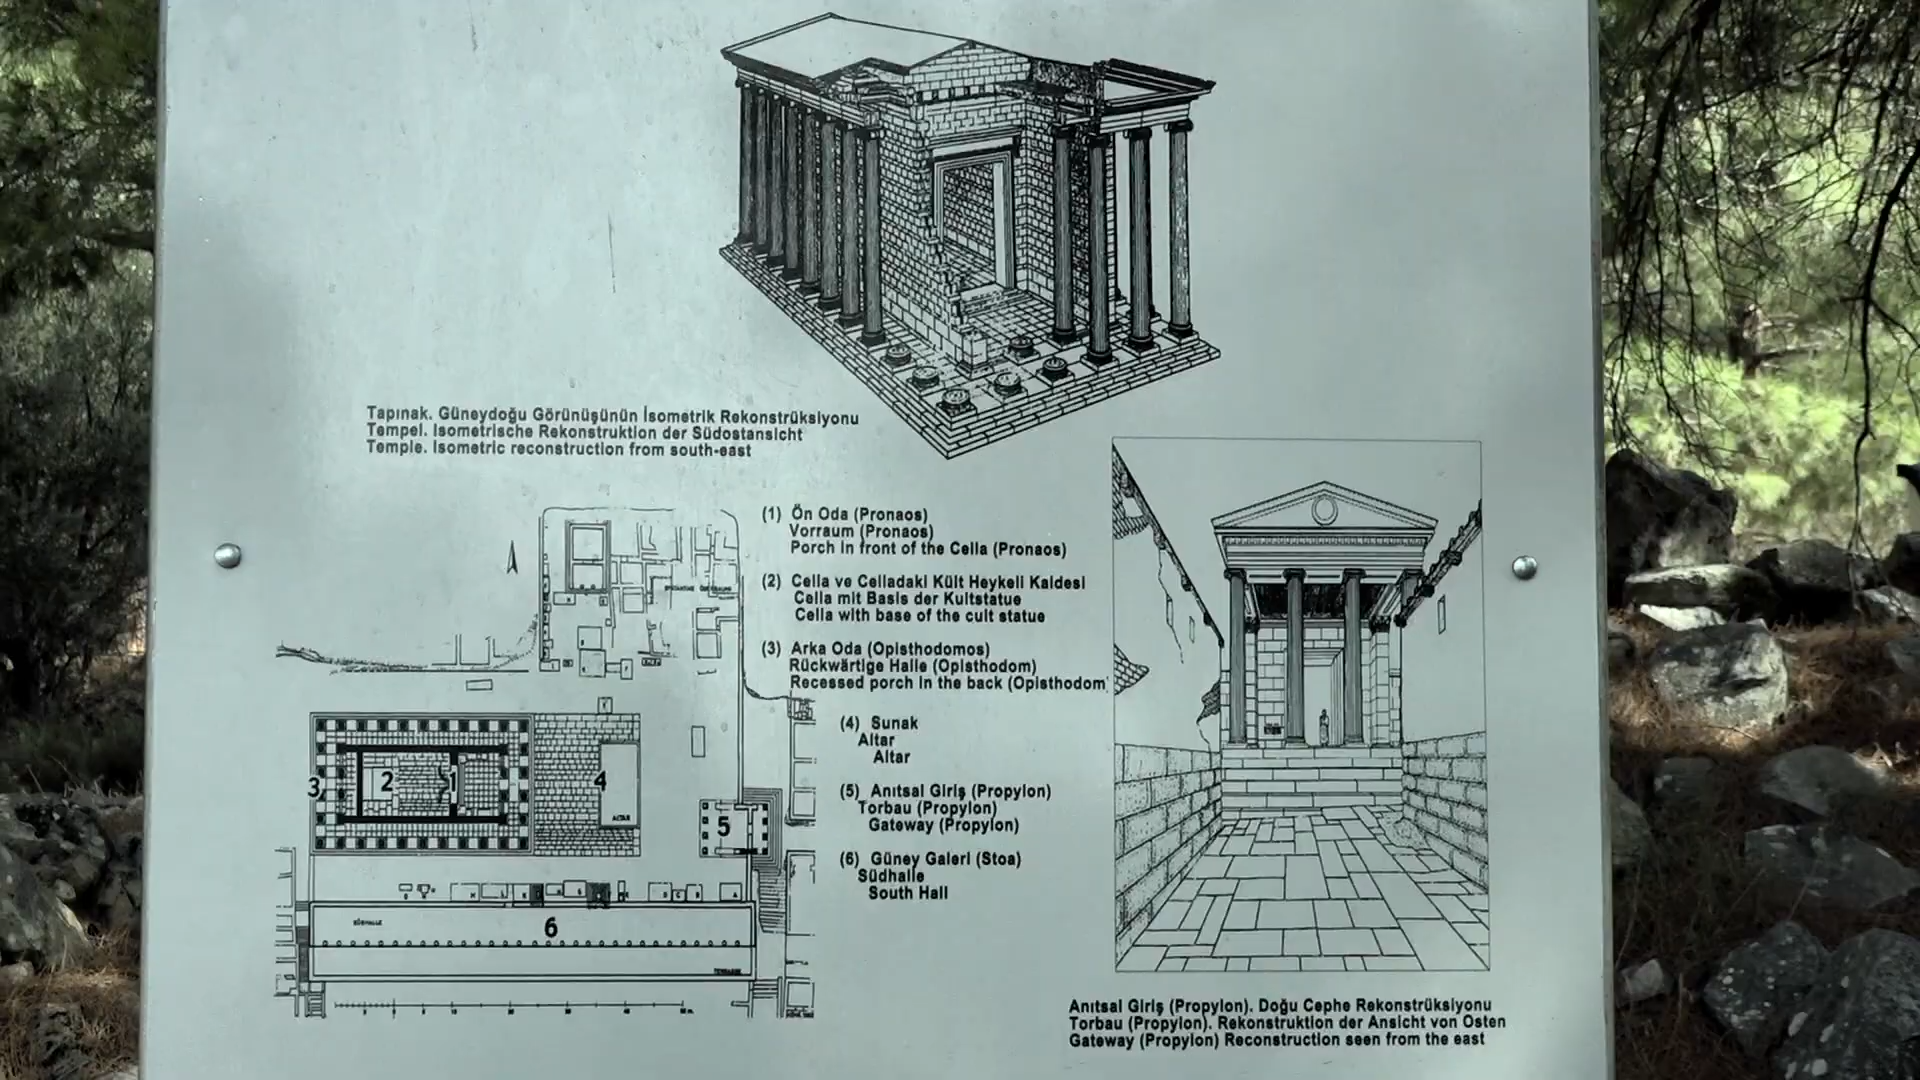 Tapınak. Güneydoğu Görünüşünün İsometrik Rekonstrüksiyonu
Tempel. Isometrische Rekonstruktion der Südostansicht
Temple. Isometric reconstruction from south-east
(1) Ön Oda (Pronaos)
Vorraum (Pronaos)
Porch in front of the Cella (Pronaos)
(2) Cella ve Celladaki Kült Heykeli Kaidesi
Cella mit Basis der Kultstatue
Cella with base of the cult statue
(3) Arka Oda (Opisthodomos)
Rückwärtige Halle (Opisthodom)
Recessed porch in the back (Opisthodom)
(4) Sunak
Altar
Altar
(5) Anıtsal Giriş (Propylon)
Torbau (Propylon)
Gateway (Propylon)
(6) Güney Galeri (Stoa)
Südhalle
South Hall
3
2
1
4
ALTAR
5
SÜDHALLE
6
TERRASSE
Anıtsal Giriş (Propylon). Doğu Cephe Rekonstrüksiyonu
Torbau (Propylon). Rekonstruktion der Ansicht von Osten
Gateway (Propylon) Reconstruction seen from the east